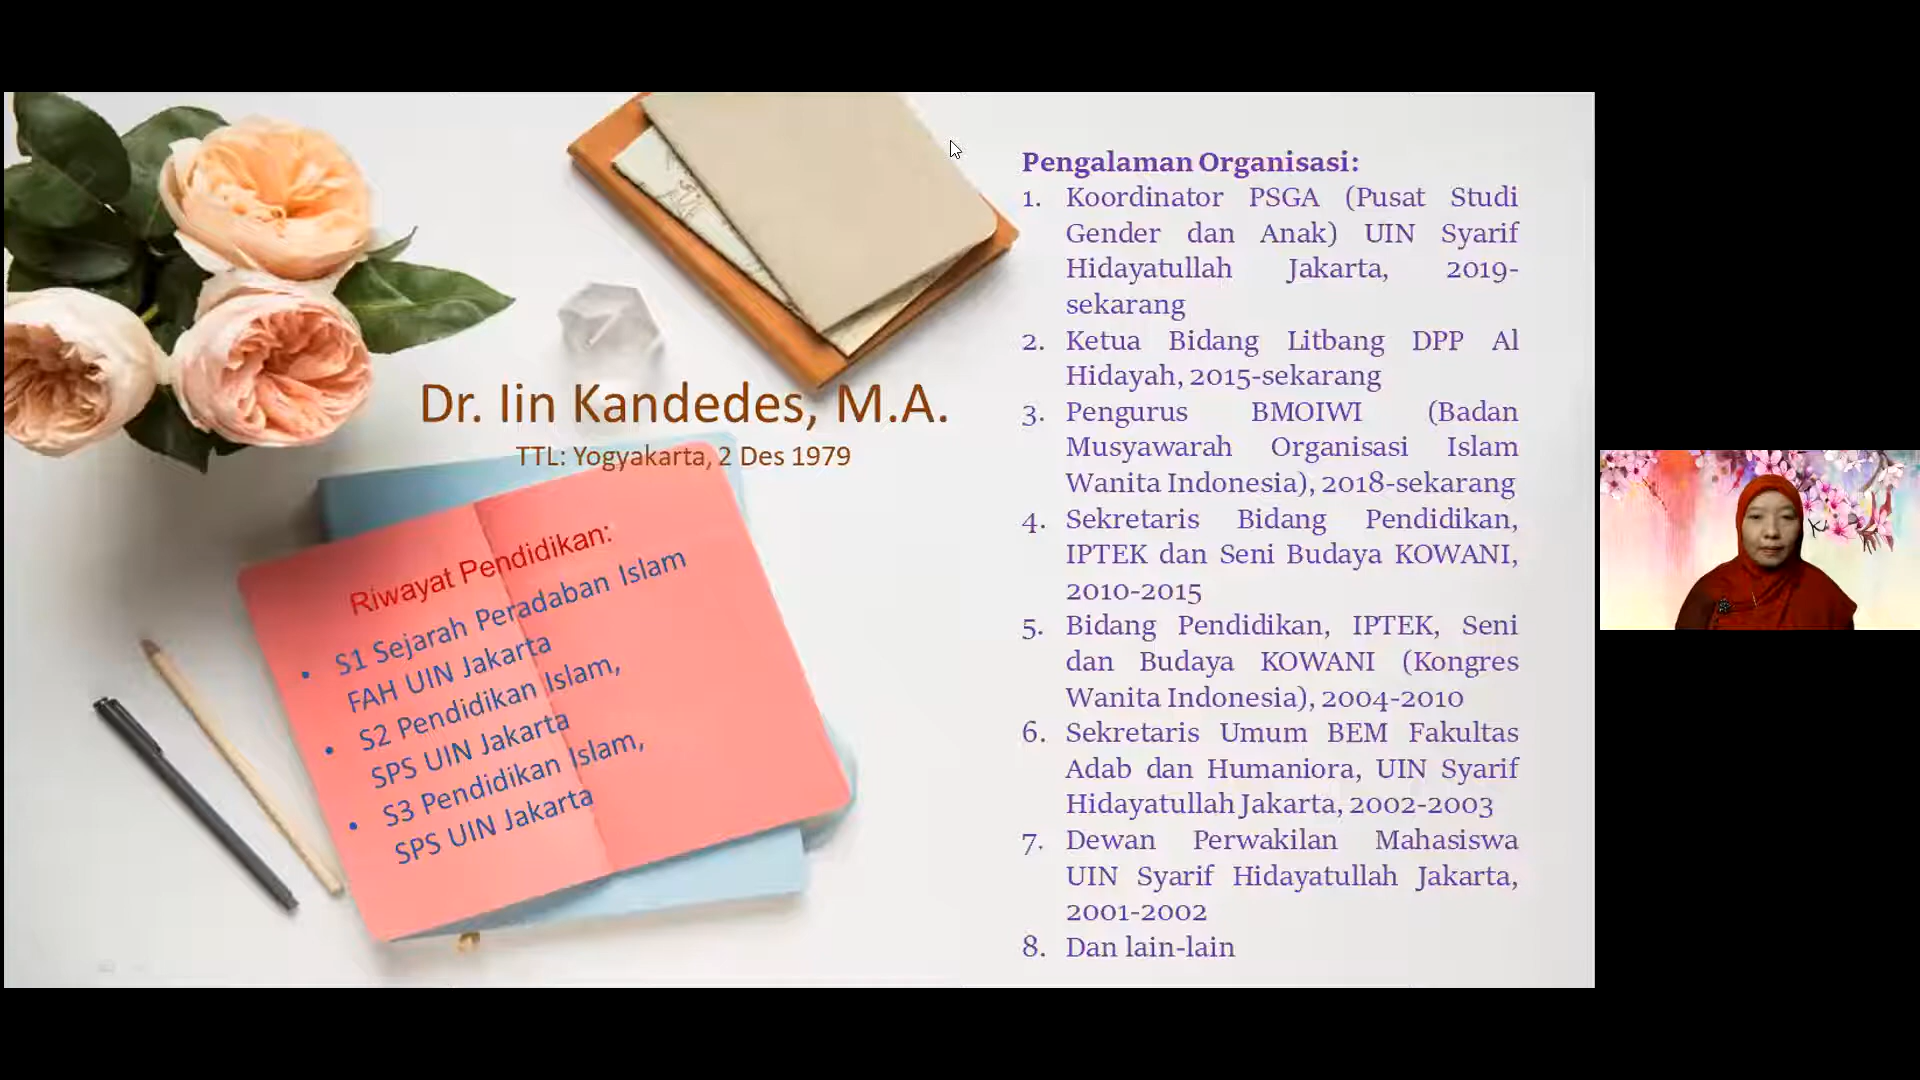 Dr. Iin Kandedes, M.A.
TTL: Yogyakarta, 2 Des 1979
Riwayat Pendidikan:
• S1 Sejarah Peradaban Islam
FAH UIN Jakarta
• S2 Pendidikan Islam,
SPS UIN Jakarta
• S3 Pendidikan Islam,
SPS UIN Jakarta
Pengalaman Organisasi:
1. Koordinator PSGA (Pusat Studi
Gender dan Anak) UIN Syarif
Hidayatullah Jakarta, 2019-
sekarang
2. Ketua Bidang Litbang DPP Al
Hidayah, 2015-sekarang
3. Pengurus BMOIWI (Badan
Musyawarah Organisasi Islam
Wanita Indonesia), 2018-sekarang
4. Sekretaris Bidang Pendidikan,
IPTEK dan Seni Budaya KOWANI,
2010-2015
5. Bidang Pendidikan, IPTEK, Seni
dan Budaya KOWANI (Kongres
Wanita Indonesia), 2004-2010
6. Sekretaris Umum BEM Fakultas
Adab dan Humaniora, UIN Syarif
Hidayatullah Jakarta, 2002-2003
7. Dewan Perwakilan Mahasiswa
UIN Syarif Hidayatullah Jakarta,
2001-2002
8. Dan lain-lain